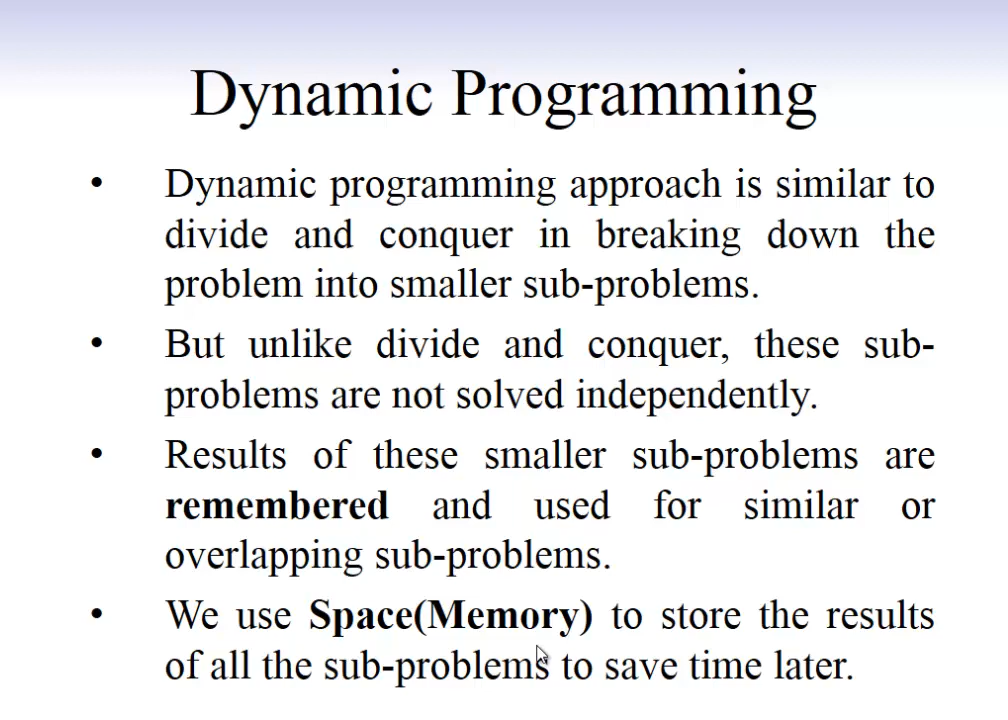 Dynamic Programming
• Dynamic programming approach is similar to
divide and conquer in breaking down the
problem into smaller sub-problems.
• But unlike divide and conquer, these sub-
problems are not solved independently.
• Results of these smaller sub-problems are
remembered and used for similar or
overlapping sub-problems.
• We use Space(Memory) to store the results
of all the sub-problems to save time later.